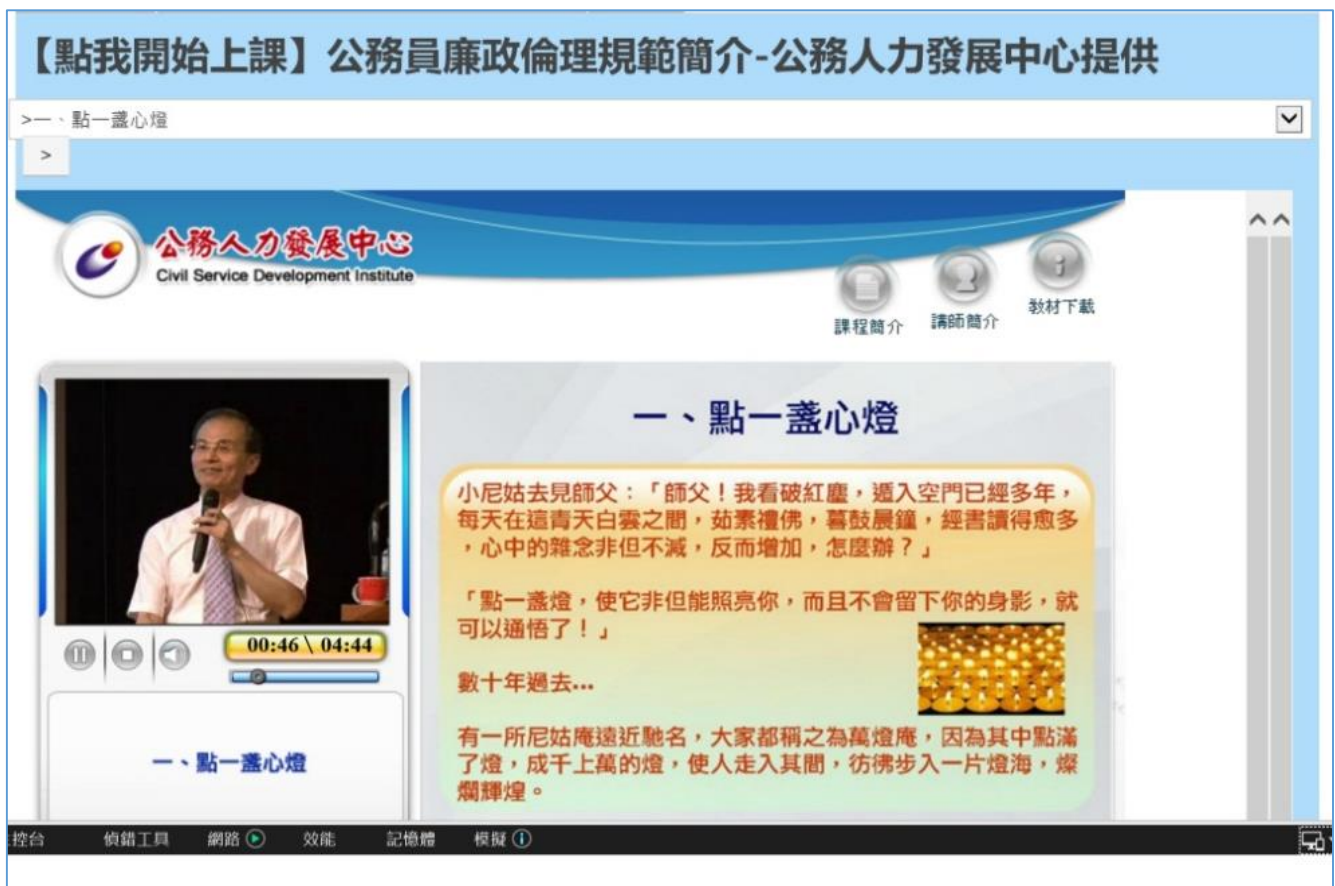 【點我開始上課】公務員廉政倫理規範簡介-公務人力發展中心提供
>一、點一盞心燈
>
公務人力發展中心
Civil Service Development Institute
課程簡介
講師簡介
教材下載
一、點一盞心燈
小尼姑去見師父：「師父！我看破紅塵，遁入空門已經多年，
每天在這青天白雲之間，茹素禮佛，暮鼓晨鐘，經書讀得愈多
，心中的雜念非但不減，反而增加，怎麼辦？」
「點一盞燈，使它非但能照亮你，而且不會留下你的身影，就
可以通悟了！」
數十年過去...
有一所尼姑庵遠近馳名，大家都稱之為萬燈庵，因為其中點滿
了燈，成千上萬的燈，使人走入其間，彷彿步入一片燈海，燦
爛輝煌。
00:46 \ 04:44
一、點一盞心燈
控台
偵錯工具
網路
效能
記憶體
模擬